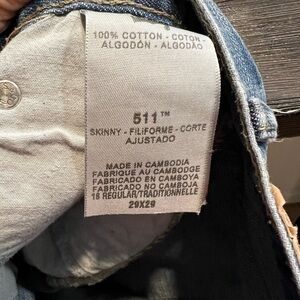 100% COTTON - COTON
ALGODÓN - ALGODÃO
511™
SKINNY - FILIFORME - CORTE
AJUSTADO
MADE IN CAMBODIA
FABRIQUE AU CAMBODGE
FABRICADO EN CAMBOYA
FABRICADO NO CAMBOJA
18 REGULAR/TRADITIONNELLE
29X29